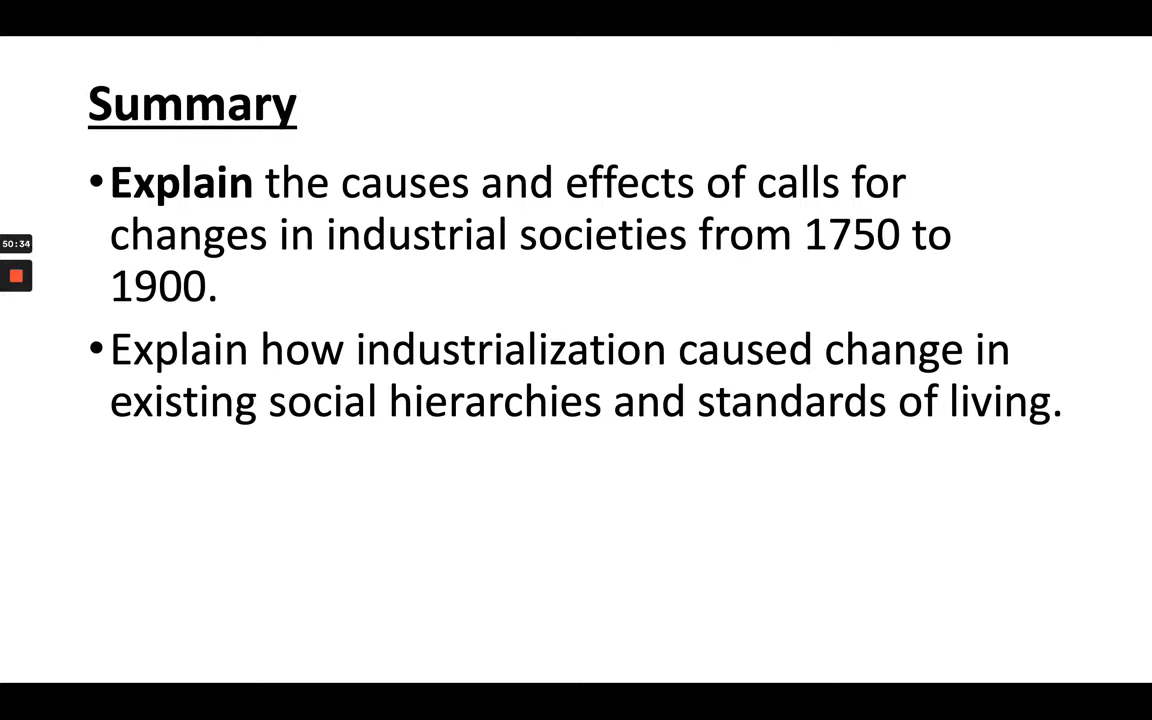 Summary
•Explain the causes and effects of calls for
changes in industrial societies from 1750 to
1900.
50:34
•Explain how industrialization caused change in
existing social hierarchies and standards of living.